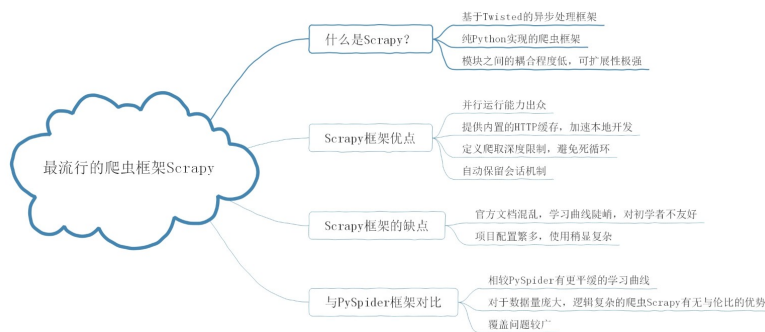 最流行的爬虫框架Scrapy
什么是Scrapy?
基于Twisted的异步处理框架
纯Python实现的爬虫框架
模块之间的耦合程度低，可扩展性极强
Scrapy框架优点
并行运行能力出众
提供内置的HTTP缓存，加速本地开发
定义爬取深度限制，避免死循环
自动保留会话机制
Scrapy框架的缺点
官方文档混乱，学习曲线陡峭，对初学者不友好
项目配置繁多，使用稍显复杂
与PySpider框架对比
相较PySpider有更平缓的学习曲线
对于数据量庞大，逻辑复杂的爬虫Scrapy有无与伦比的优势
覆盖问题较广